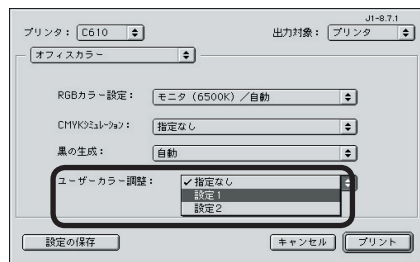 J1-8.7.1
プリンタ： C610 出力対象： プリンタ
オフィスカラー
RGBカラー設定： モニタ（6500K）／自動
CMYKｼﾐｭﾚｰｼｮﾝ： 指定なし
黒の生成： 自動
ユーザーカラー調整： ✓指定なし
設定1
設定2
設定の保存 キャンセル プリント